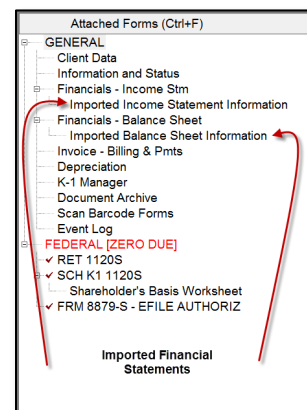 Attached Forms (Ctrl+F)
GENERAL
Client Data
Information and Status
Financials - Income Stm
Imported Income Statement Information
Financials - Balance Sheet
Imported Balance Sheet Information
Invoice - Billing & Pmts
Depreciation
K-1 Manager
Document Archive
Scan Barcode Forms
Event Log
FEDERAL [ZERO DUE]
RET 1120S
SCH K1 1120S
Shareholder's Basis Worksheet
FRM 8879-S - EFILE AUTHORIZ
Imported Financial
Statements